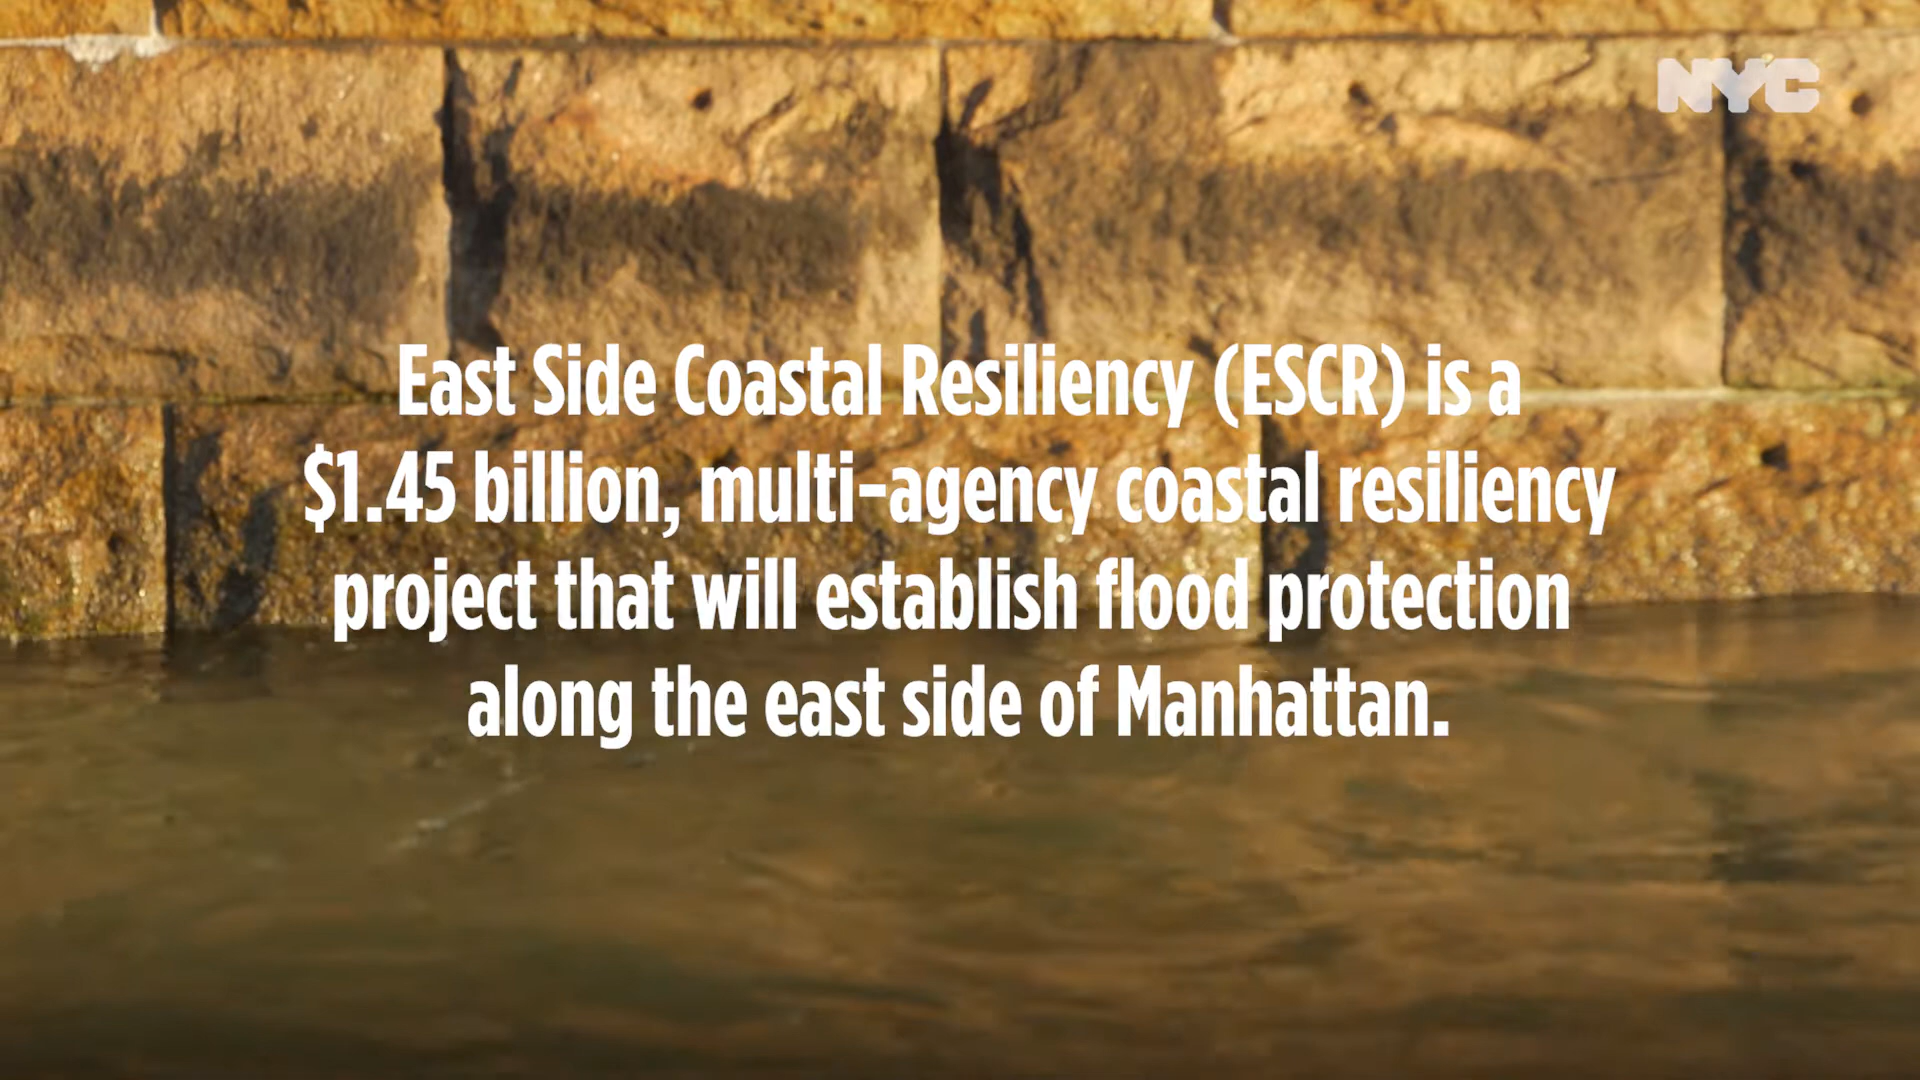 NYC
East Side Coastal Resiliency (ESCR) is a
$1.45 billion, multi-agency coastal resiliency
project that will establish flood protection
along the east side of Manhattan.